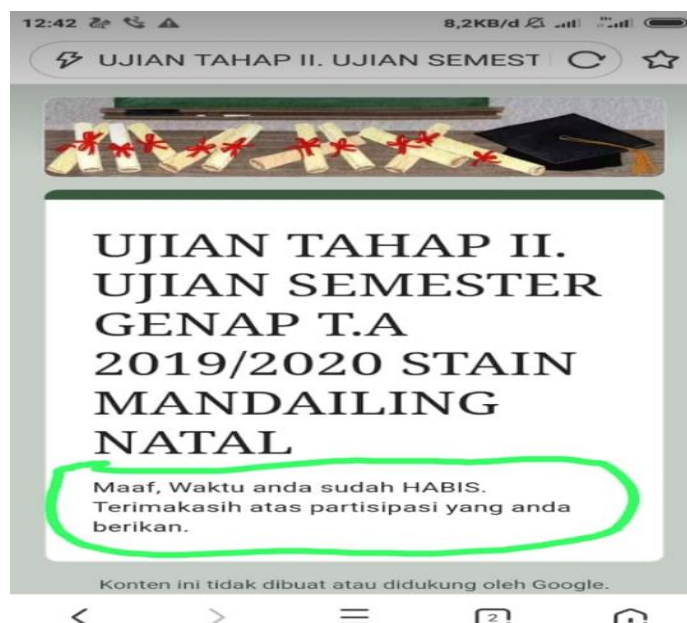 12:42
8,2KB/d
UJIAN TAHAP II. UJIAN SEMEST
UJIAN TAHAP II.
UJIAN SEMESTER
GENAP T.A
2019/2020 STAIN
MANDAILING
NATAL
Maaf, Waktu anda sudah HABIS.
Terimakasih atas partisipasi yang anda
berikan.
Konten ini tidak dibuat atau didukung oleh Google.
2